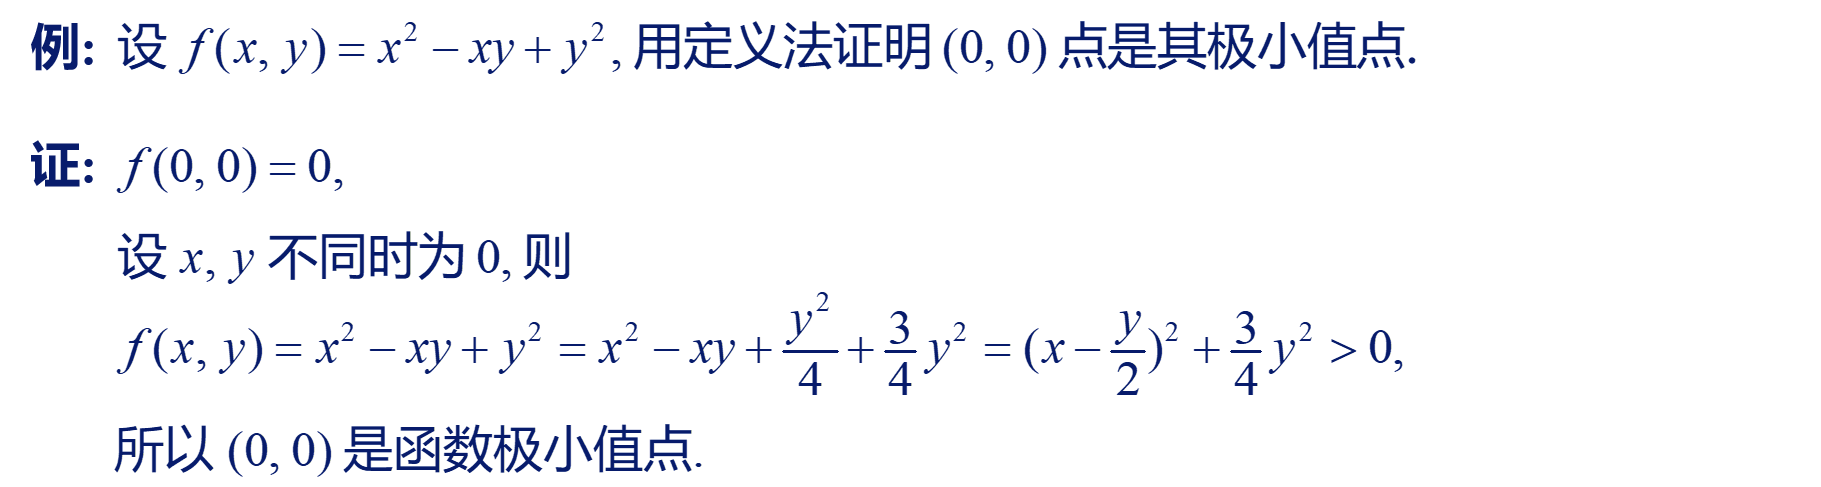 例: 设 f(x, y) = x² − xy + y², 用定义法证明 (0, 0) 点是其极小值点.
证: f(0, 0) = 0,
设 x, y 不同时为 0, 则
f(x, y) = x² − xy + y² = x² − xy + y²/4 + 3/4 y² = (x − y/2)² + 3/4 y² > 0,
所以 (0, 0) 是函数极小值点.